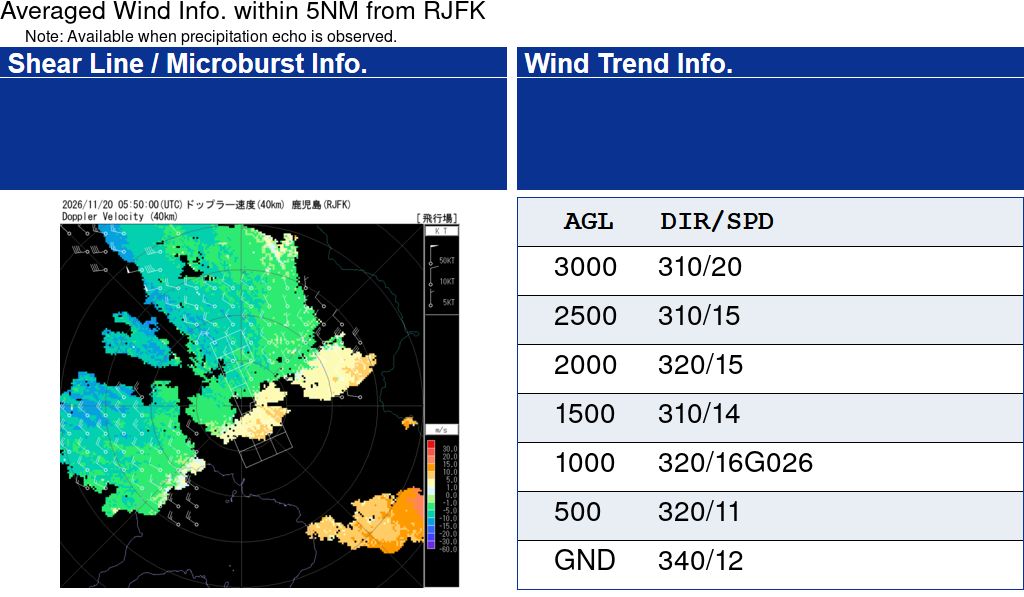 Averaged Wind Info. within 5NM from RJFK
Note: Available when precipitation echo is observed.
Shear Line / Microburst Info.
Wind Trend Info.
2026/11/20 05:50:00(UTC) ドップラー速度(40km) 鹿児島(RJFK)
Doppler Velocity (40km)
[飛行場]
KT
50KT
10KT
5KT
m/s
30.0
20.0
15.0
10.0
5.0
1.0
0.0
-1.0
-5.0
-10.0
-15.0
-20.0
-30.0
-60.0
AGL DIR/SPD
3000 310/20
2500 310/15
2000 320/15
1500 310/14
1000 320/16G026
500 320/11
GND 340/12